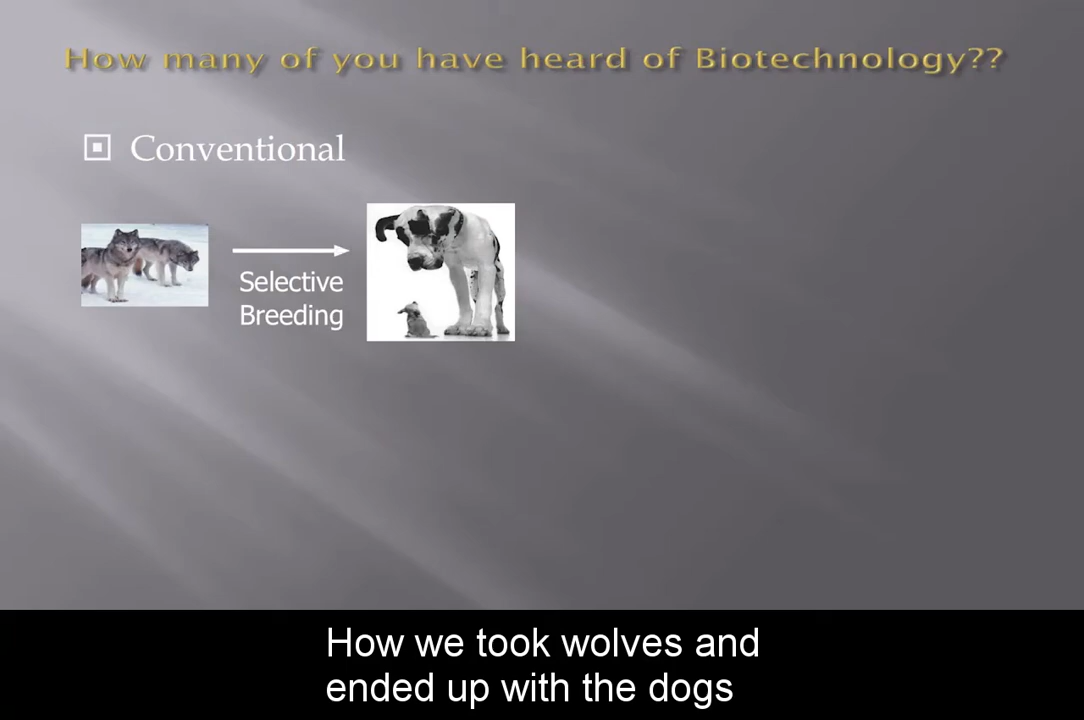 How many of you have heard of Biotechnology??
Conventional
Selective
Breeding
How we took wolves and
ended up with the dogs